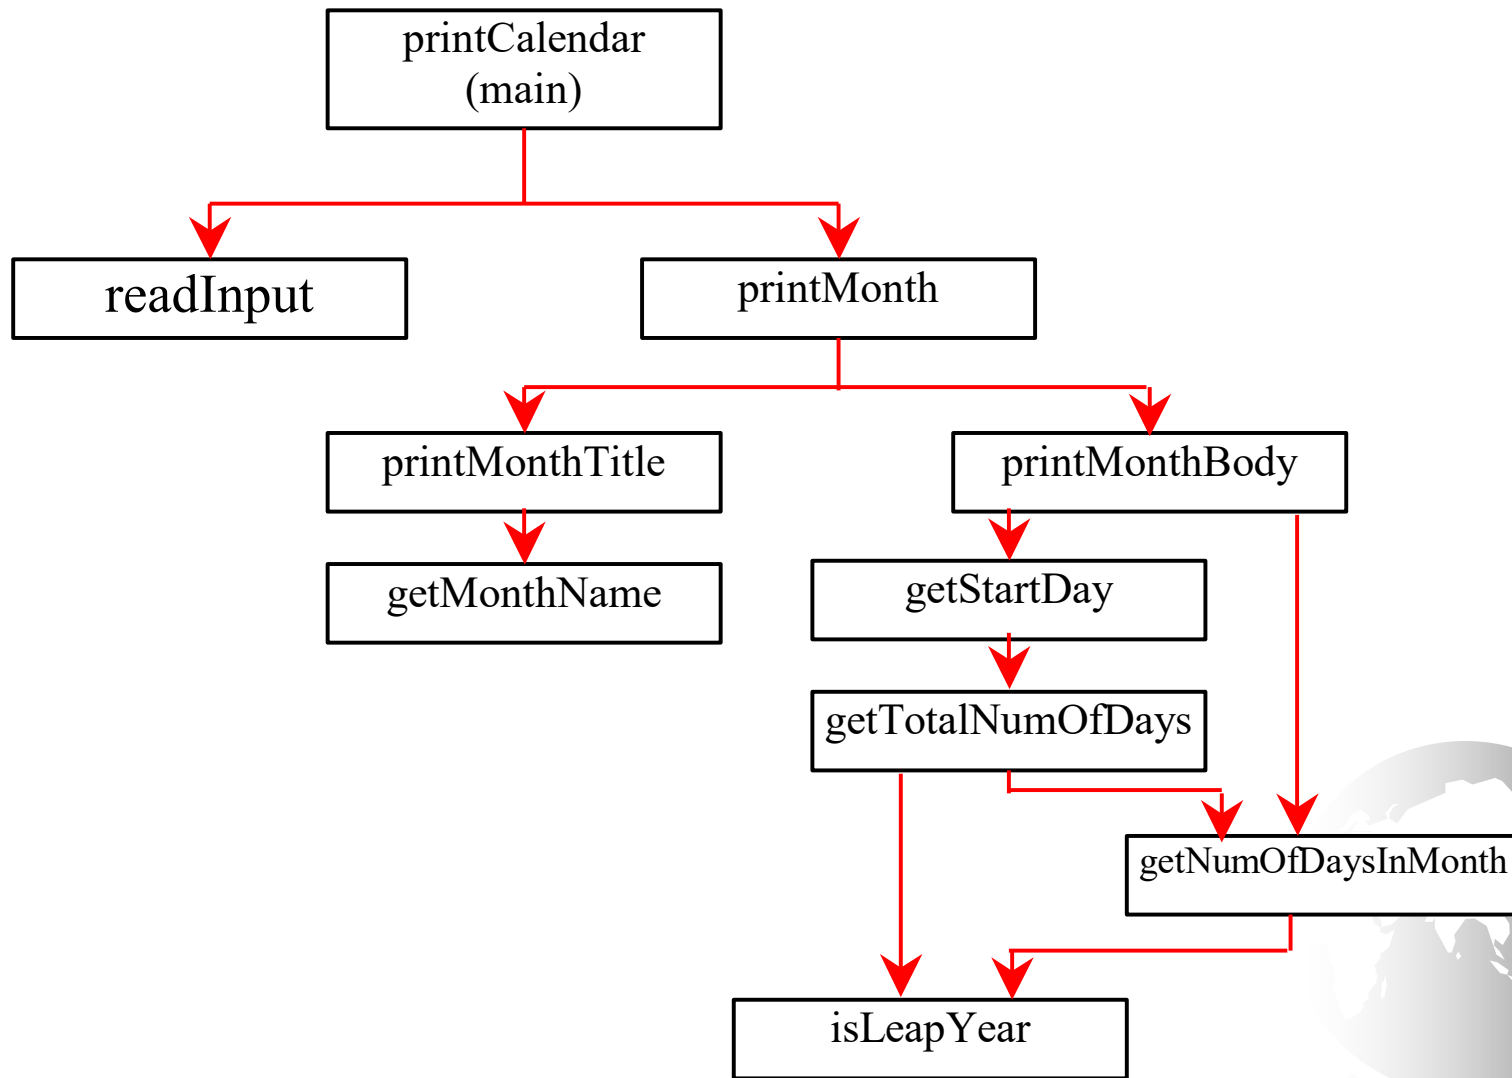 printCalendar
(main)
readInput
printMonth
printMonthTitle
printMonthBody
getMonthName
getStartDay
getTotalNumOfDays
getNumOfDaysInMonth
isLeapYear